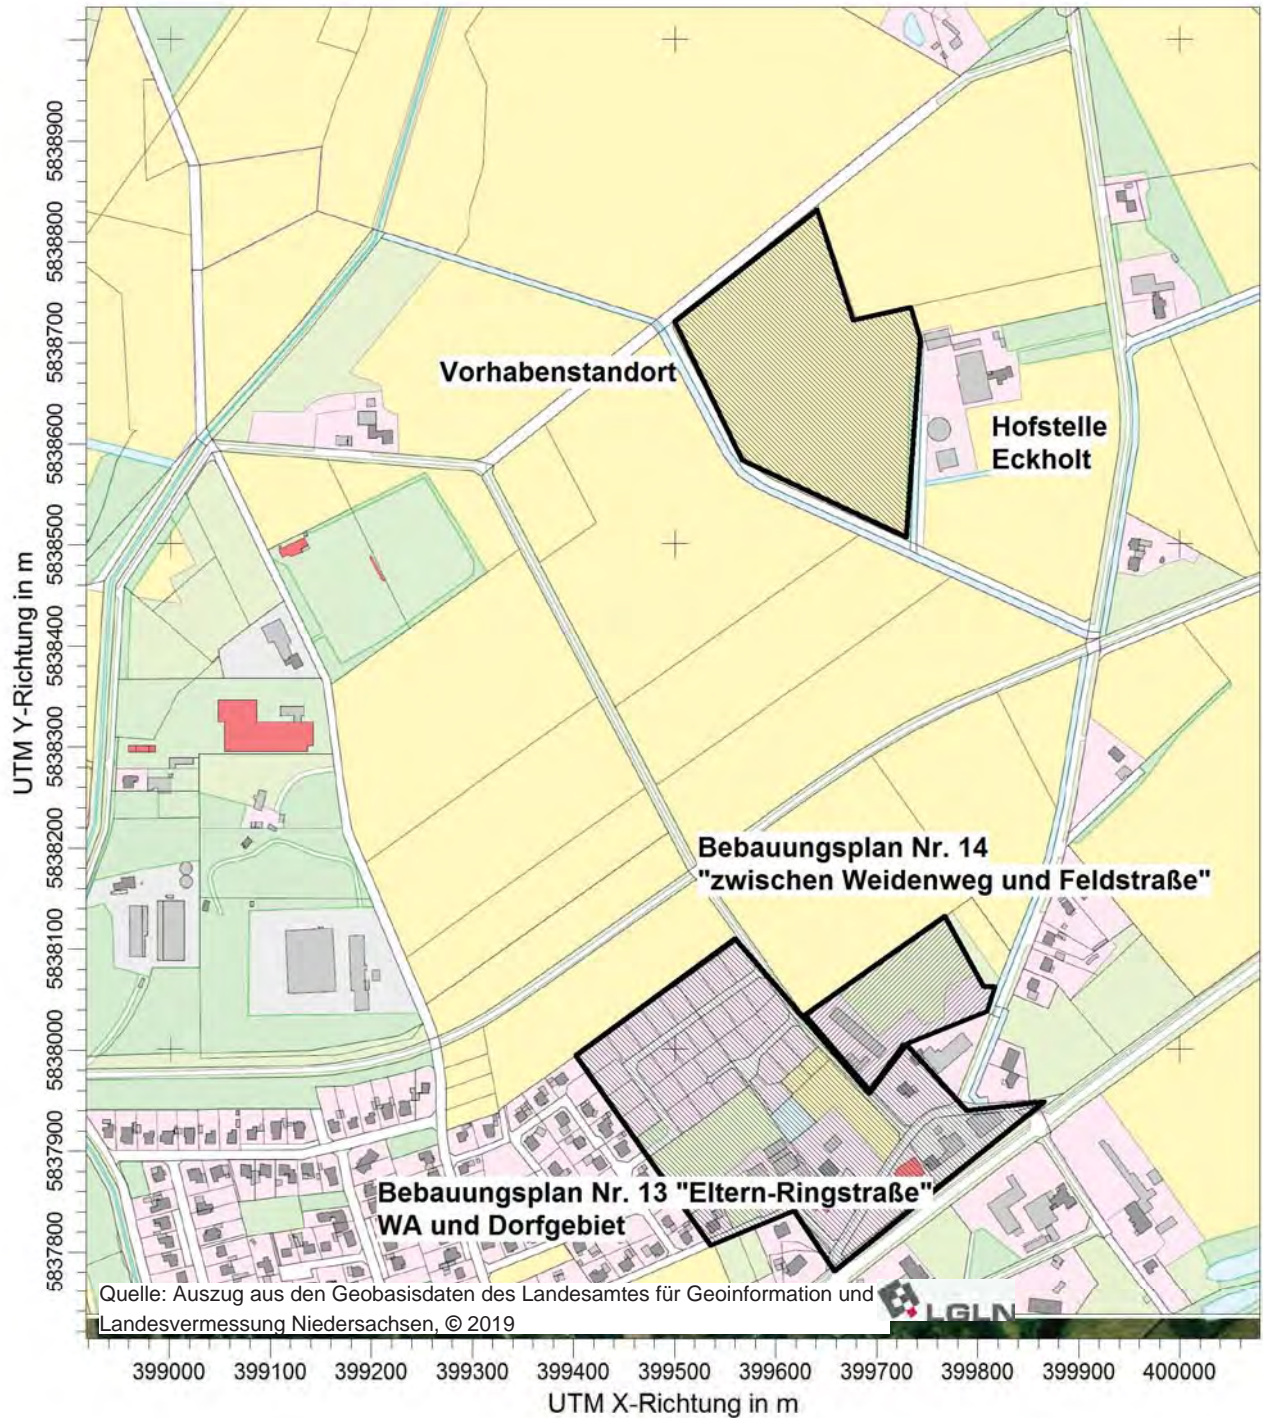 Vorhabenstandort
Hofstelle
Eckholt
Bebauungsplan Nr. 14
"zwischen Weidenweg und Feldstraße"
Bebauungsplan Nr. 13 "Eltern-Ringstraße"
WA und Dorfgebiet
Quelle: Auszug aus den Geobasisdaten des Landesamtes für Geoinformation und
Landesvermessung Niedersachsen, © 2019
LGLN
UTM Y-Richtung in m
5838900
5838800
5838700
5838600
5838500
5838400
5838300
5838200
5838100
5838000
5837900
5837800
399000 399100 399200 399300 399400 399500 399600 399700 399800 399900 400000
UTM X-Richtung in m